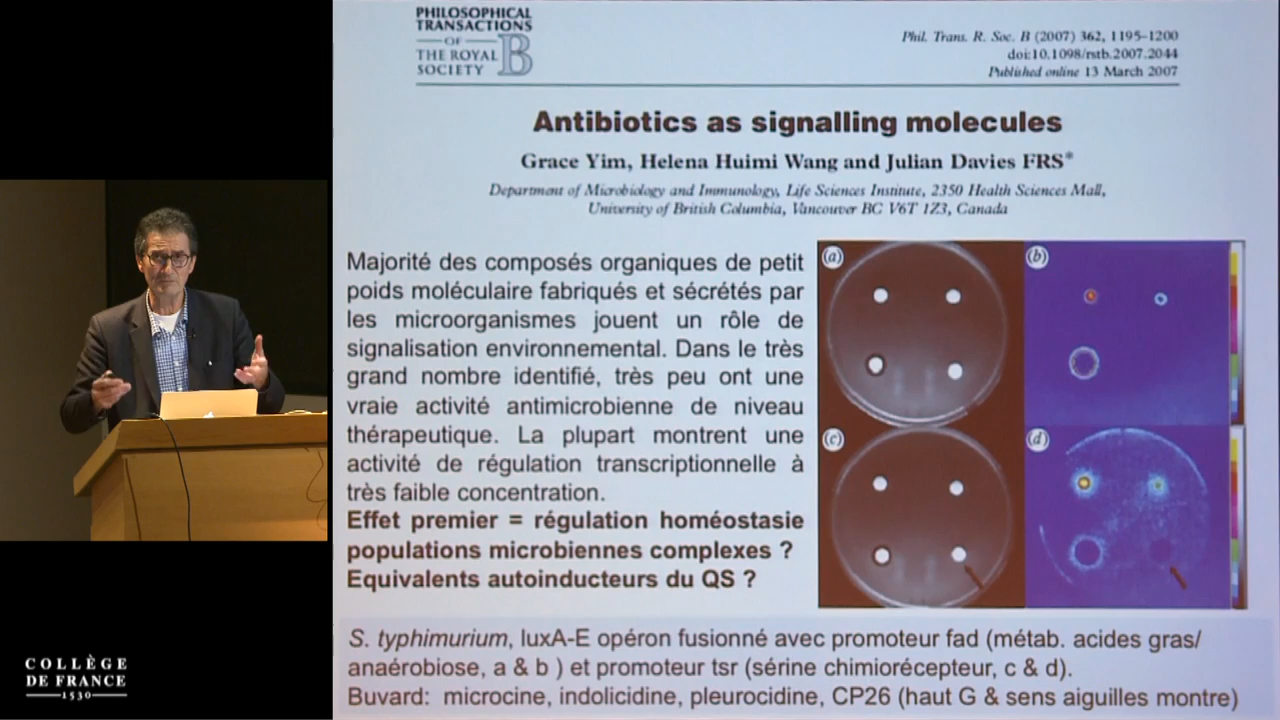 PHILOSOPHICAL
TRANSACTIONS
OF
THE ROYAL
SOCIETY
B
Phil. Trans. R. Soc. B (2007) 362, 1195–1200
doi:10.1098/rstb.2007.2044
Published online 13 March 2007
Antibiotics as signalling molecules
Grace Yim, Helena Huimi Wang and Julian Davies FRS*
Department of Microbiology and Immunology, Life Sciences Institute, 2350 Health Sciences Mall,
University of British Columbia, Vancouver BC V6T 1Z3, Canada
Majorité des composés organiques de petit
poids moléculaire fabriqués et sécrétés par
les microorganismes jouent un rôle de
signalisation environnemental. Dans le très
grand nombre identifié, très peu ont une
vraie activité antimicrobienne de niveau
thérapeutique. La plupart montrent une
activité de régulation transcriptionnelle à
très faible concentration.
Effet premier = régulation homéostasie
populations microbiennes complexes ?
Equivalents autoinducteurs du QS ?
(a)
(b)
(c)
(d)
S. typhimurium, luxA-E opéron fusionné avec promoteur fad (métab. acides gras/
anaérobiose, a & b ) et promoteur tsr (sérine chimiorécepteur, c & d).
Buvard: microcine, indolicidine, pleurocidine, CP26 (haut G & sens aiguilles montre)
COLLÈGE
DE FRANCE
1530